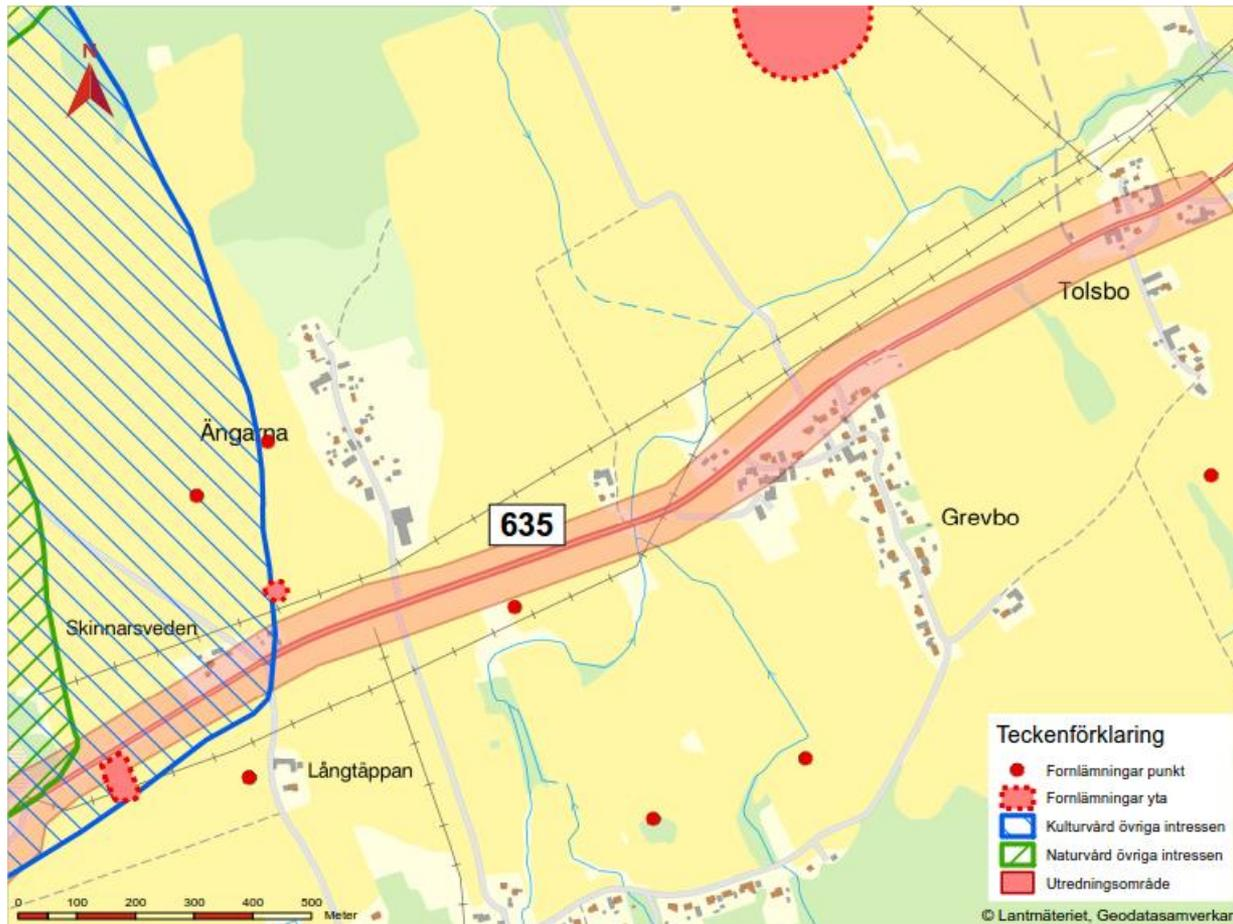 N
Tolsbo
Ängarna
635
Grevbo
Skinnarsveden
Långtäppan
Teckenförklaring
Fornlämningar punkt
Fornlämningar yta
Kulturvård övriga intressen
Naturvård övriga intressen
Utredningsområde
0 100 200 300 400 500
Meter
© Lantmäteriet, Geodatasamverkan